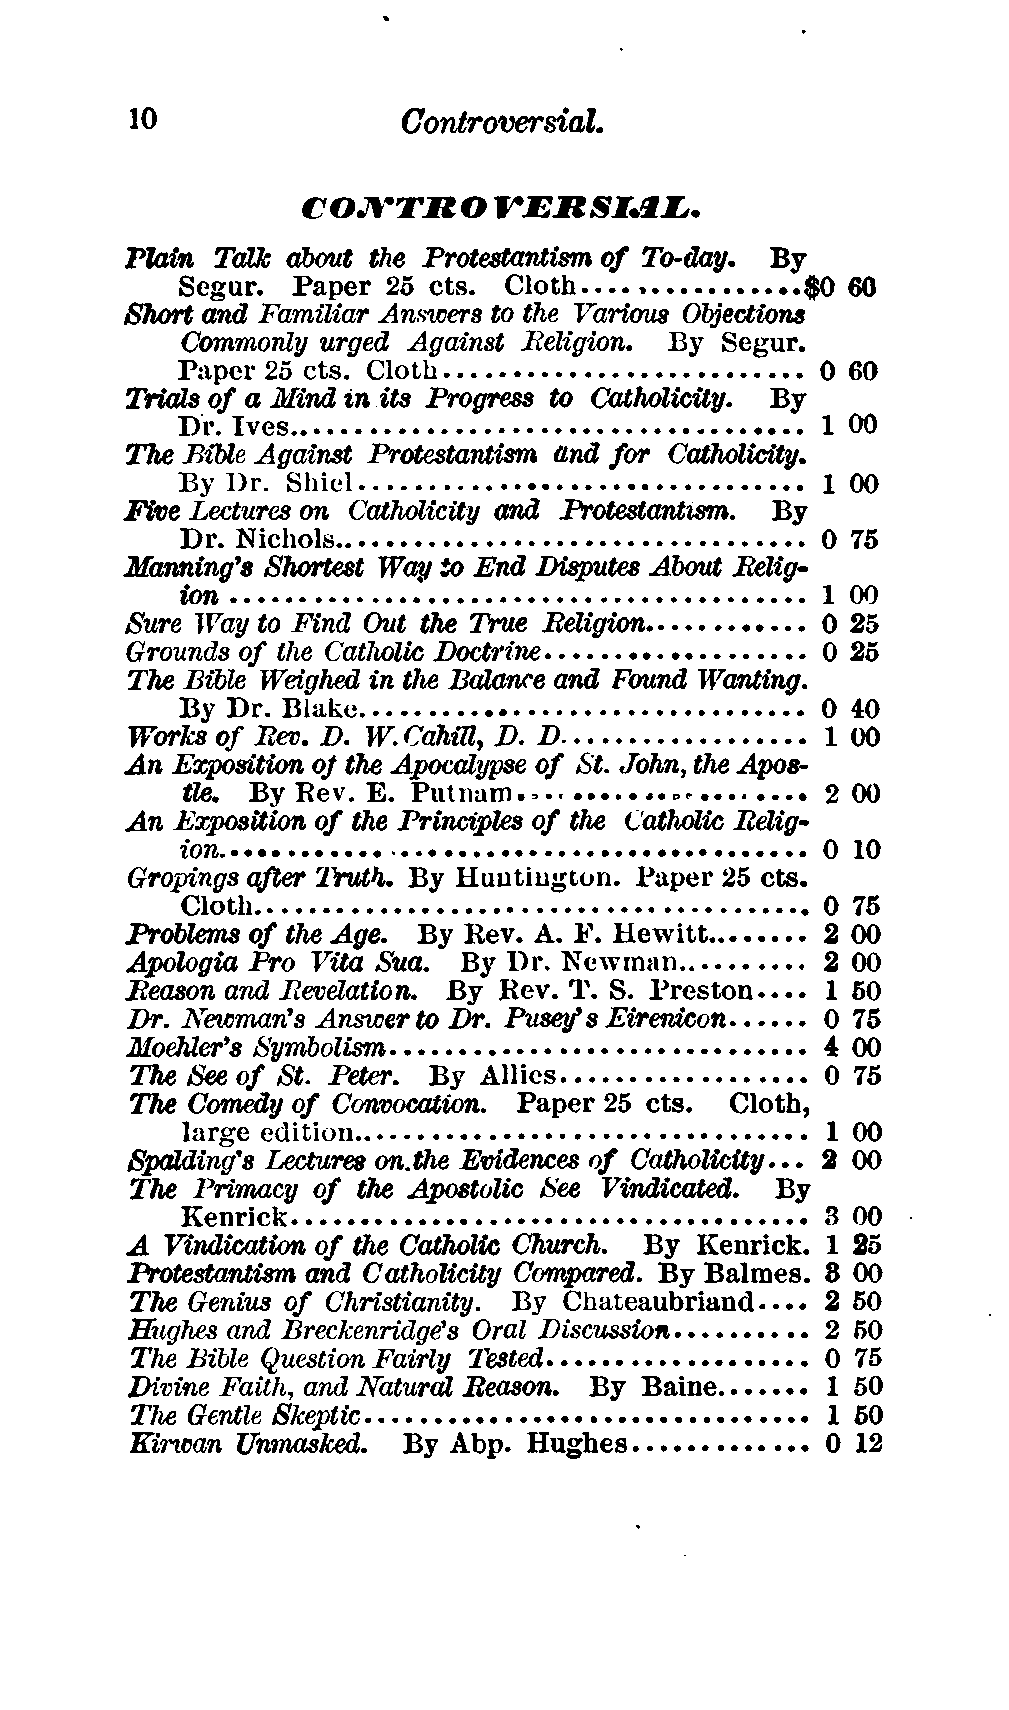 10 Controversial.
CONTROVERSIAL.
Plain Talk about the Protestantism of To-day. By
Segur. Paper 25 cts. Cloth................$0 60
Short and Familiar Answers to the Various Objections
Commonly urged Against Religion. By Segur.
Paper 25 cts. Cloth.......................... 0 60
Trials of a Mind in its Progress to Catholicity. By
Dr. Ives.................................... 1 00
The Bible Against Protestantism and for Catholicity.
By Dr. Shiel................................ 1 00
Five Lectures on Catholicity and Protestantism. By
Dr. Nichols................................. 0 75
Manning's Shortest Way to End Disputes About Relig-
ion ......................................... 1 00
Sure Way to Find Out the True Religion............ 0 25
Grounds of the Catholic Doctrine................... 0 25
The Bible Weighed in the Balance and Found Wanting.
By Dr. Blake................................ 0 40
Works of Rev. D. W. Cahill, D. D.................. 1 00
An Exposition of the Apocalypse of St. John, the Apos-
tle. By Rev. E. Putnam..................... 2 00
An Exposition of the Principles of the Catholic Relig-
ion.......................................... 0 10
Gropings after Truth. By Huntington. Paper 25 cts.
Cloth........................................ 0 75
Problems of the Age. By Rev. A. F. Hewitt........ 2 00
Apologia Pro Vita Sua. By Dr. Newman.......... 2 00
Reason and Revelation. By Rev. T. S. Preston.... 1 50
Dr. Newman's Answer to Dr. Pusey's Eirenicon...... 0 75
Moehler's Symbolism.............................. 4 00
The See of St. Peter. By Allies.................. 0 75
The Comedy of Convocation. Paper 25 cts. Cloth,
large edition................................ 1 00
Spalding's Lectures on the Evidences of Catholicity... 2 00
The Primacy of the Apostolic See Vindicated. By
Kenrick..................................... 3 00
A Vindication of the Catholic Church. By Kenrick. 1 25
Protestantism and Catholicity Compared. By Balmes. 3 00
The Genius of Christianity. By Chateaubriand.... 2 50
Hughes and Breckenridge's Oral Discussion.......... 2 50
The Bible Question Fairly Tested................... 0 75
Divine Faith, and Natural Reason. By Baine....... 1 50
The Gentle Skeptic................................ 1 50
Kirwan Unmasked. By Abp. Hughes............. 0 12